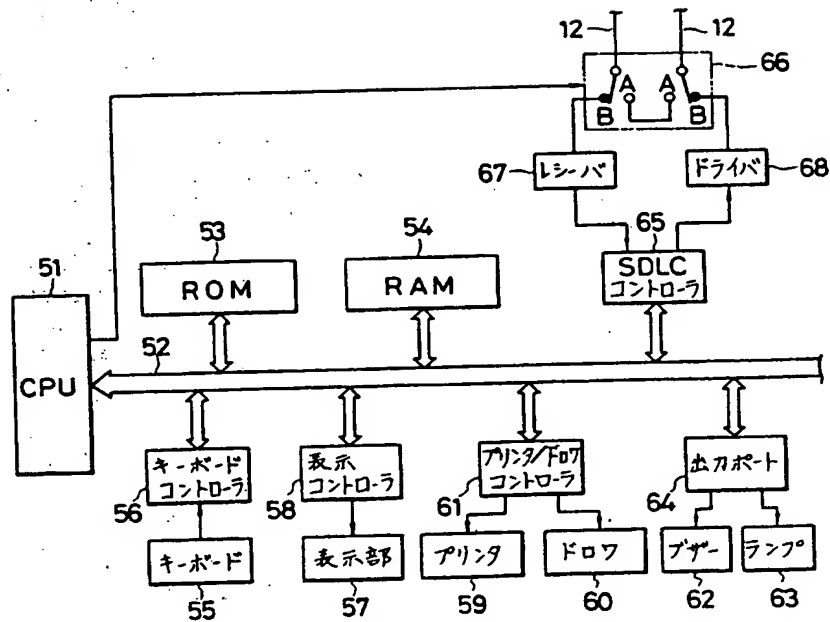 12 12
66
A A
B B
67 レシーバ ドライバ 68
65
53 54 SDLC
コントローラ
51 ROM RAM
52
CPU
キーボード
コントローラ
表示
コントローラ
プリンタ/ドロワ
コントローラ
出力ポート
56 58 61 64
キーボード 表示部 プリンタ ドロワ ブザー ランプ
55 57 59 60 62 63